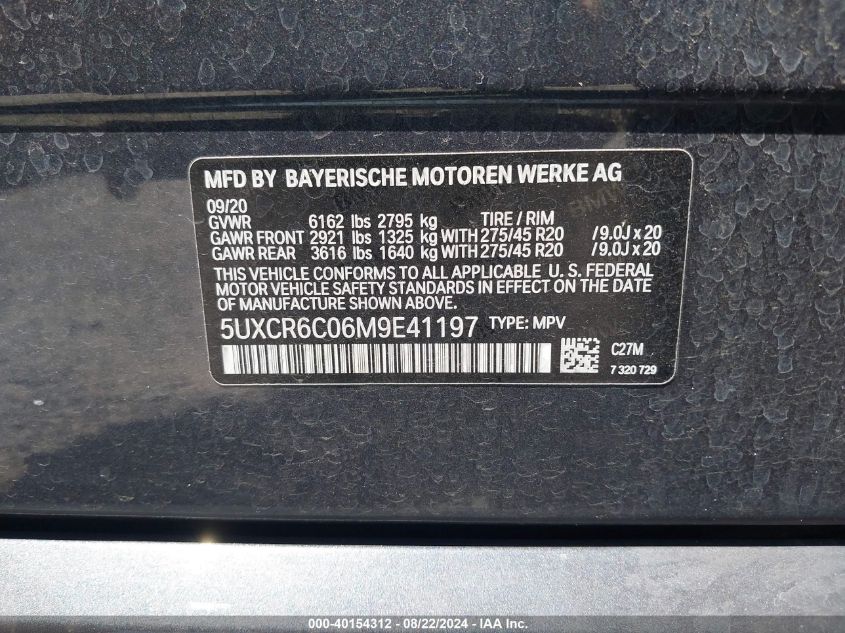 MFD BY BAYERISCHE MOTOREN WERKE AG
09/20
GVWR 6162 lbs 2795 kg TIRE / RIM
GAWR FRONT 2921 lbs 1325 kg WITH 275/45 R20 /9.0J x 20
GAWR REAR 3616 lbs 1640 kg WITH 275/45 R20 /9.0J x 20
THIS VEHICLE CONFORMS TO ALL APPLICABLE U. S. FEDERAL
MOTOR VEHICLE SAFETY STANDARDS IN EFFECT ON THE DATE
OF MANUFACTURE SHOWN ABOVE.
5UXCR6C06M9E41197 TYPE: MPV
C27M
7 320 729
000-40154312 - 08/22/2024 - IAAI.COM